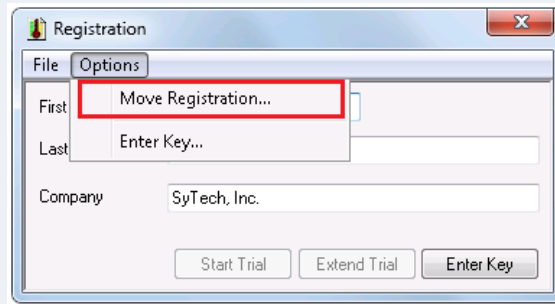 Registration
File Options
First
Move Registration...
Last
Enter Key...
Company SyTech, Inc.
Start Trial Extend Trial Enter Key